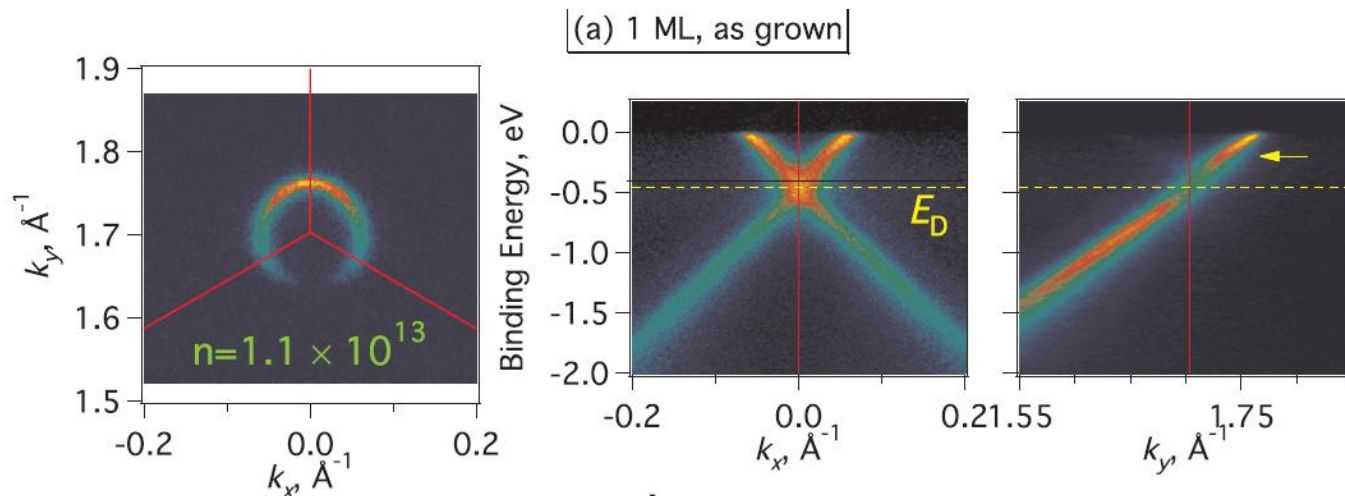 (a) 1 ML, as grown
1.9
1.8
1.7
1.6
1.5
k_y, Å^-1
n=1.1 × 10^13
-0.2
0.0
0.2
k_x, Å^-1
Binding Energy, eV
0.0
-0.5
-1.0
-1.5
-2.0
E_D
-0.2
0.0
0.2
k_x, Å^-1
1.55
1.75
k_y, Å^-1